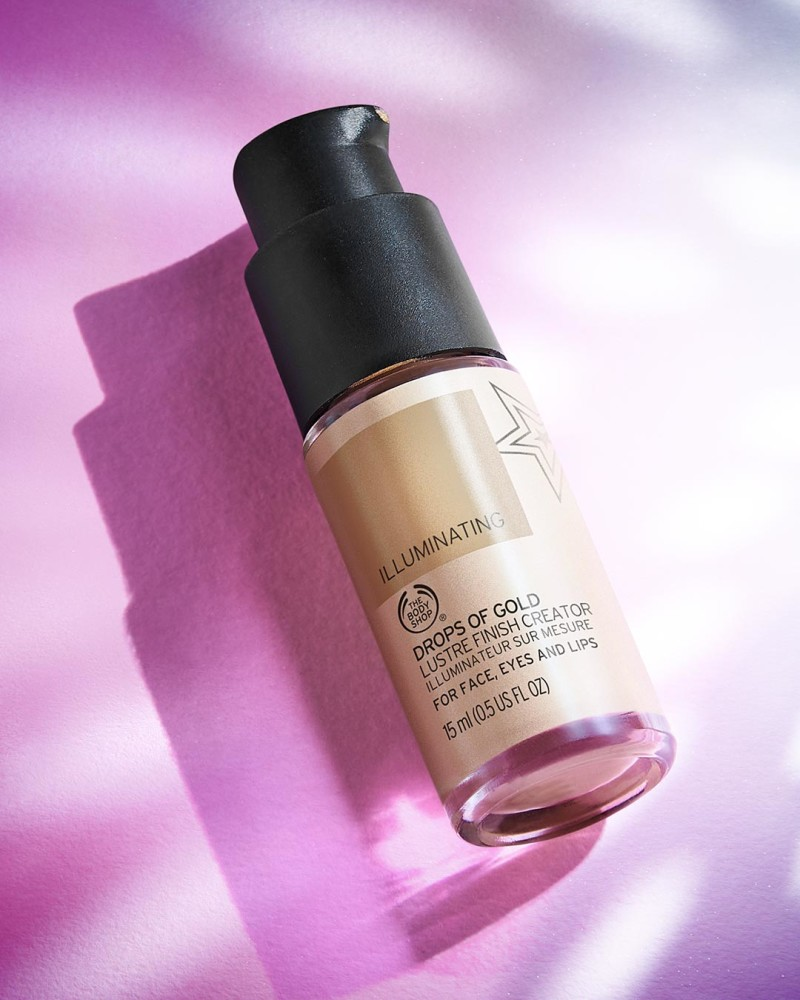 ILLUMINATING
THE
BODY
SHOP®
DROPS OF GOLD
LUSTRE FINISH CREATOR
ILLUMINATEUR SUR MESURE
FOR FACE, EYES AND LIPS
15 ml (0.5 US FL OZ)